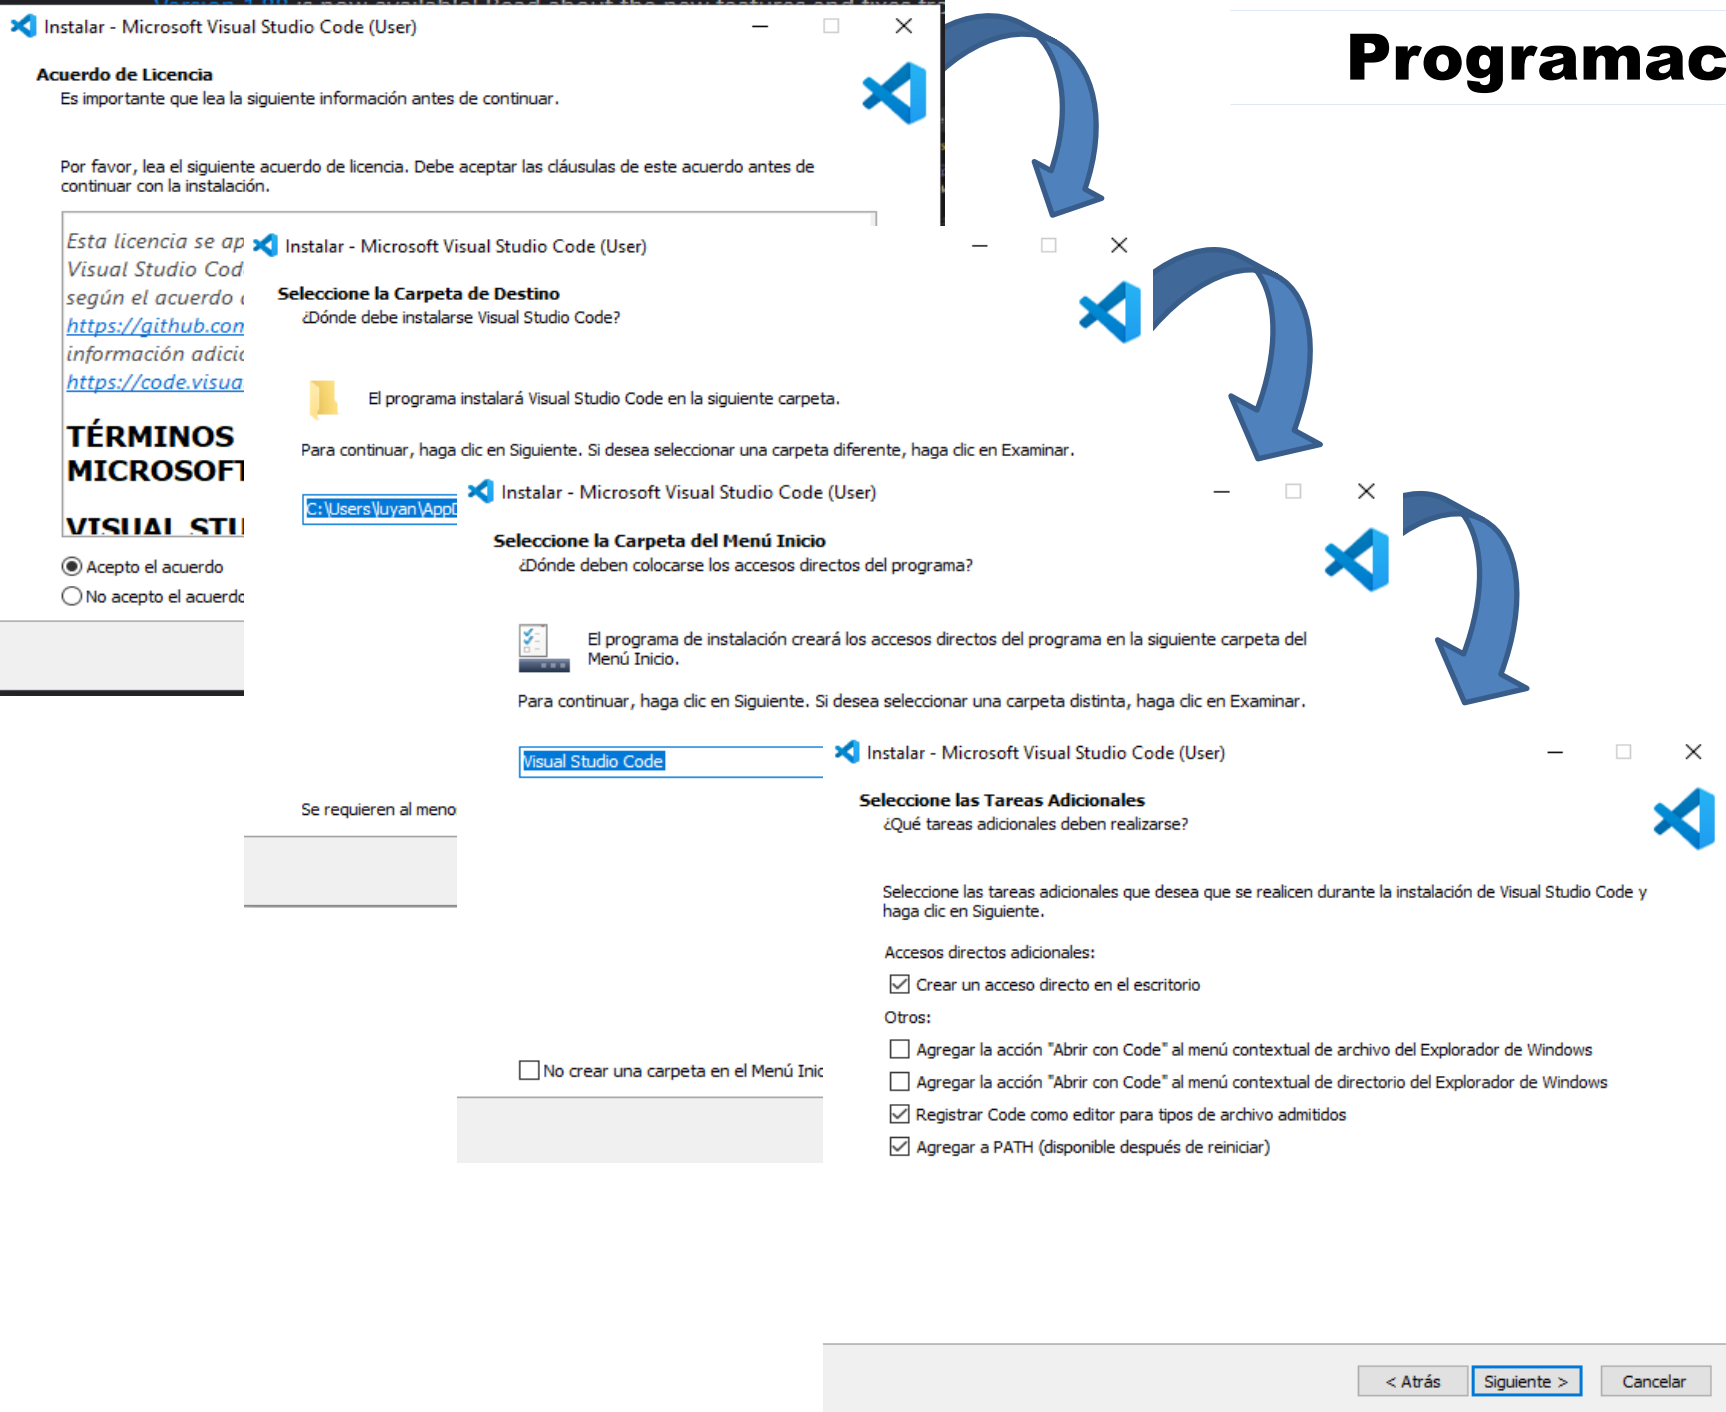 Programac
Instalar - Microsoft Visual Studio Code (User)
Acuerdo de Licencia
Es importante que lea la siguiente información antes de continuar.
Por favor, lea el siguiente acuerdo de licencia. Debe aceptar las cláusulas de este acuerdo antes de
continuar con la instalación.
Esta licencia se ap
Visual Studio Cod
según el acuerdo
https://github.com
información adici
https://code.visua
TÉRMINOS
MICROSOFT
VISUAL STU
Acepto el acuerdo
No acepto el acuerdo
Instalar - Microsoft Visual Studio Code (User)
Seleccione la Carpeta de Destino
¿Dónde debe instalarse Visual Studio Code?
El programa instalará Visual Studio Code en la siguiente carpeta.
Para continuar, haga clic en Siguiente. Si desea seleccionar una carpeta diferente, haga clic en Examinar.
C:\Users\luyan\AppD
Se requieren al meno
Instalar - Microsoft Visual Studio Code (User)
Seleccione la Carpeta del Menú Inicio
¿Dónde deben colocarse los accesos directos del programa?
El programa de instalación creará los accesos directos del programa en la siguiente carpeta del
Menú Inicio.
Para continuar, haga clic en Siguiente. Si desea seleccionar una carpeta distinta, haga clic en Examinar.
Visual Studio Code
No crear una carpeta en el Menú Inic
Instalar - Microsoft Visual Studio Code (User)
Seleccione las Tareas Adicionales
¿Qué tareas adicionales deben realizarse?
Seleccione las tareas adicionales que desea que se realicen durante la instalación de Visual Studio Code y
haga clic en Siguiente.
Accesos directos adicionales:
Crear un acceso directo en el escritorio
Otros:
Agregar la acción "Abrir con Code" al menú contextual de archivo del Explorador de Windows
Agregar la acción "Abrir con Code" al menú contextual de directorio del Explorador de Windows
Registrar Code como editor para tipos de archivo admitidos
Agregar a PATH (disponible después de reiniciar)
< Atrás
Siguiente >
Cancelar